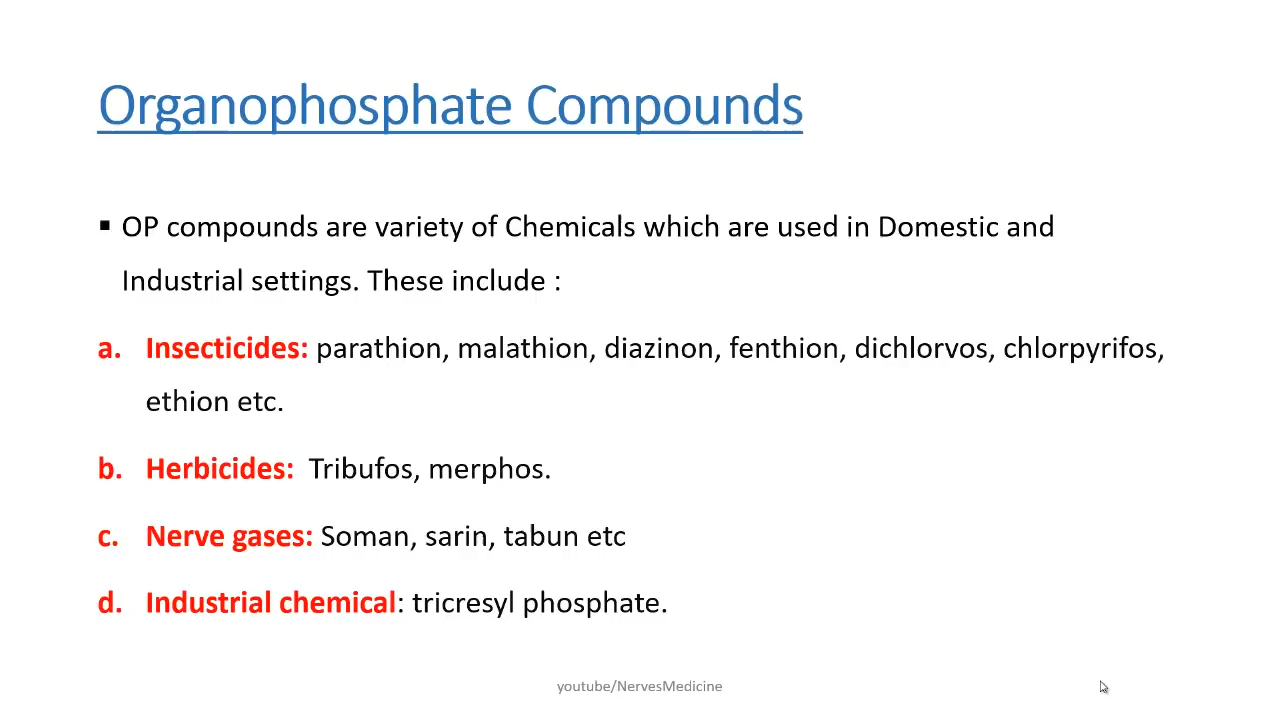 Organophosphate Compounds
▪ OP compounds are variety of Chemicals which are used in Domestic and
Industrial settings. These include :
a. Insecticides: parathion, malathion, diazinon, fenthion, dichlorvos, chlorpyrifos,
ethion etc.
b. Herbicides: Tribufos, merphos.
c. Nerve gases: Soman, sarin, tabun etc
d. Industrial chemical: tricresyl phosphate.
youtube/NervesMedicine